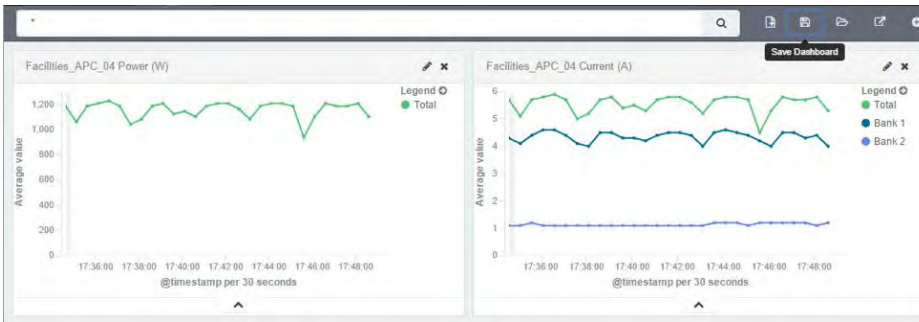 *
Save Dashboard
Facilities_APC_04 Power (W)
Legend
Total
Average value
1,200
1,000
800
600
400
200
0
17:36:00 17:38:00 17:40:00 17:42:00 17:44:00 17:46:00 17:48:00
@timestamp per 30 seconds
Facilities_APC_04 Current (A)
Legend
Total
Bank 1
Bank 2
Average value
6
5
4
3
2
1
0
17:36:00 17:38:00 17:40:00 17:42:00 17:44:00 17:46:00 17:48:00
@timestamp per 30 seconds